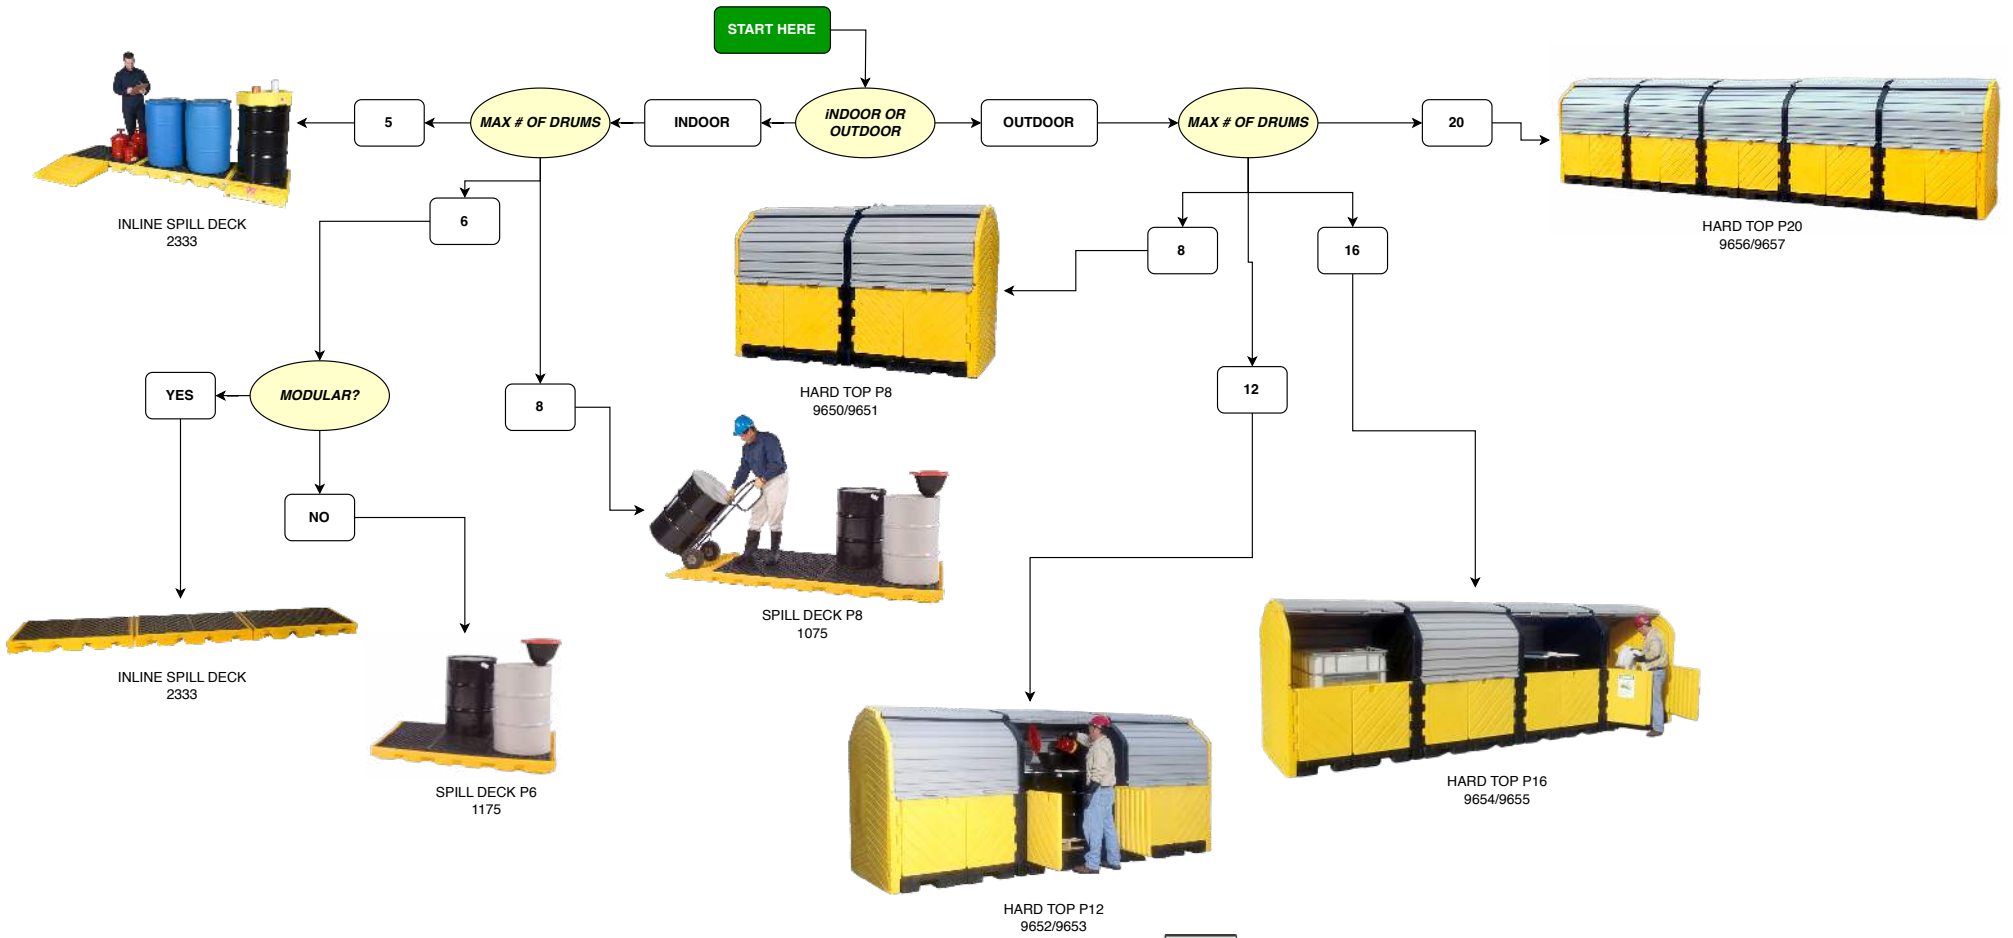 START HERE
iNDOOR OR
OUTDOOR
INDOOR
OUTDOOR
MAX # OF DRUMS
MAX # OF DRUMS
5
20
INLINE SPILL DECK
2333
6
8
16
HARD TOP P20
9656/9657
YES
MODULAR?
8
HARD TOP P8
9650/9651
12
NO
SPILL DECK P8
1075
INLINE SPILL DECK
2333
SPILL DECK P6
1175
HARD TOP P16
9654/9655
HARD TOP P12
9652/9653